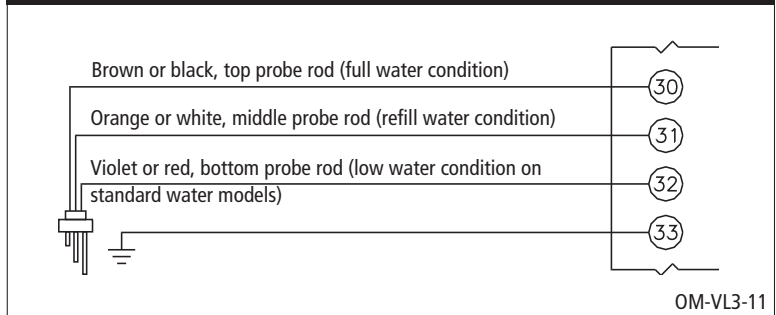 Brown or black, top probe rod (full water condition)
30
Orange or white, middle probe rod (refill water condition)
31
Violet or red, bottom probe rod (low water condition on
standard water models)
32
33
OM-VL3-11